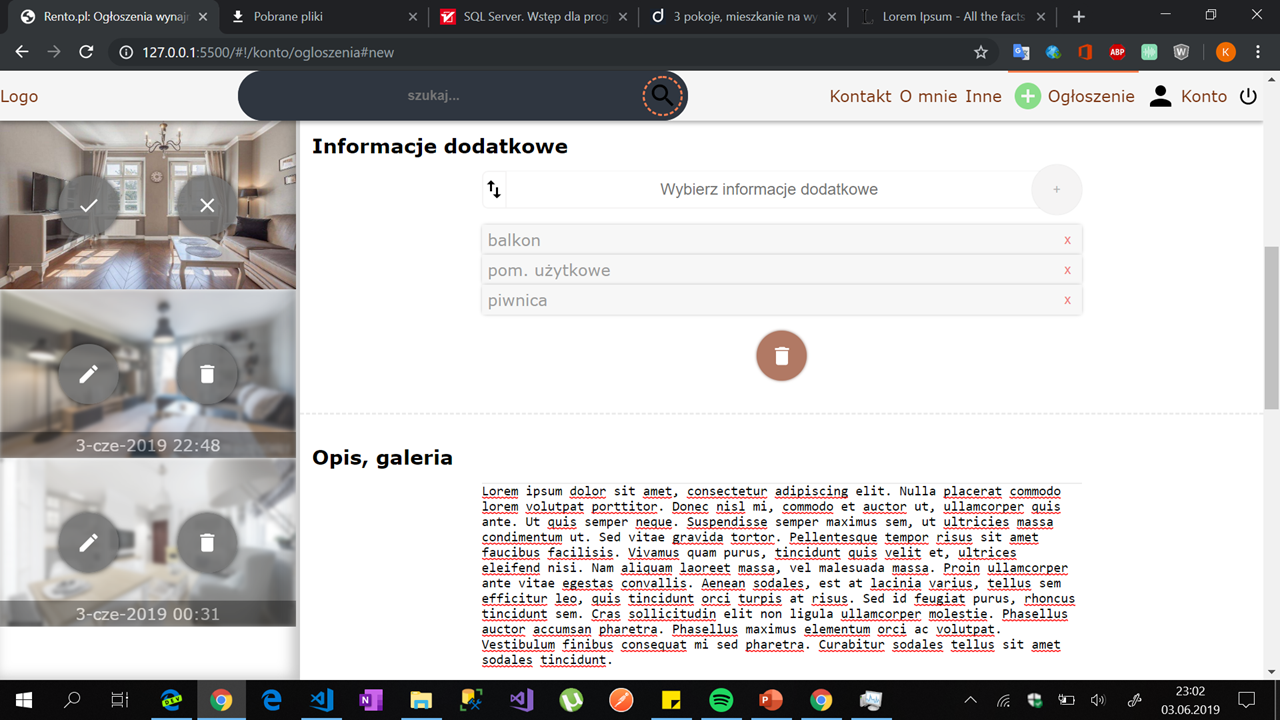 Rento.pl: Ogłoszenia wynajr
Pobrane pliki
SQL Server. Wstęp dla prog
3 pokoje, mieszkanie na wy
Lorem Ipsum - All the facts
127.0.0.1:5500/#!/konto/ogloszenia#new
ABP
W
K
Logo
szukaj...
Kontakt O mnie Inne
Ogłoszenie
Konto
Informacje dodatkowe
Wybierz informacje dodatkowe
+
balkon x
pom. użytkowe x
piwnica x
3-cze-2019 22:48
3-cze-2019 00:31
Opis, galeria
Lorem ipsum dolor sit amet, consectetur adipiscing elit. Nulla placerat commodo
lorem volutpat porttitor. Donec nisl mi, commodo et auctor ut, ullamcorper quis
ante. Ut quis semper neque. Suspendisse semper maximus sem, ut ultricies massa
condimentum ut. Sed vitae gravida tortor. Pellentesque tempor risus sit amet
faucibus facilisis. Vivamus quam purus, tincidunt quis velit et, ultrices
eleifend nisi. Nam aliquam laoreet massa, vel malesuada massa. Proin ullamcorper
ante vitae egestas convallis. Aenean sodales, est at lacinia varius, tellus sem
efficitur leo, quis tincidunt orci turpis at risus. Sed id feugiat purus, rhoncus
tincidunt sem. Cras sollicitudin elit non ligula ullamcorper molestie. Phasellus
auctor accumsan pharetra. Phasellus maximus elementum orci ac volutpat.
Vestibulum finibus consequat mi sed pharetra. Curabitur sodales tellus sit amet
sodales tincidunt.
23:02
03.06.2019